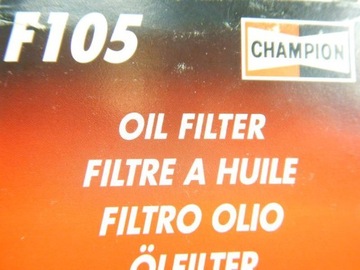 F105
CHAMPION
OIL FILTER
FILTRE A HUILE
FILTRO OLIO
ÖLFILTER